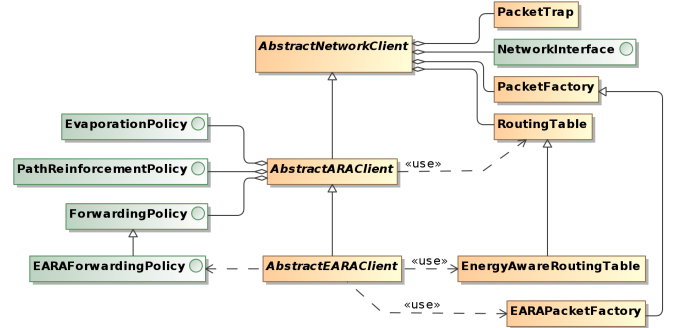 PacketTrap
AbstractNetworkClient
NetworkInterface
PacketFactory
EvaporationPolicy
RoutingTable
PathReinforcementPolicy
AbstractARAClient
«use»
ForwardingPolicy
EARAForwardingPolicy
AbstractEARAClient
«use»
EnergyAwareRoutingTable
«use»
EARAPacketFactory